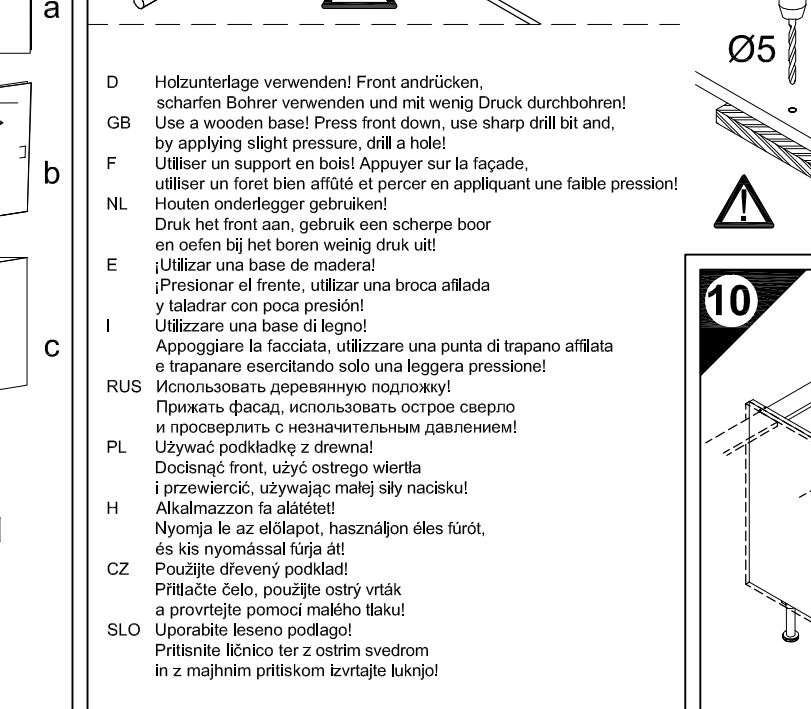 a
b
c
D Holzunterlage verwenden! Front andrücken,
scharfen Bohrer verwenden und mit wenig Druck durchbohren!
GB Use a wooden base! Press front down, use sharp drill bit and,
by applying slight pressure, drill a hole!
F Utiliser un support en bois! Appuyer sur la façade,
utiliser un foret bien affûté et percer en appliquant une faible pression!
NL Houten onderlegger gebruiken!
Druk het front aan, gebruik een scherpe boor
en oefen bij het boren weinig druk uit!
E ¡Utilizar una base de madera!
¡Presionar el frente, utilizar una broca afilada
y taladrar con poca presión!
I Utilizzare una base di legno!
Appoggiare la facciata, utilizzare una punta di trapano affilata
e trapanare esercitando solo una leggera pressione!
RUS Использовать деревянную подложку!
Прижать фасад, использовать острое сверло
и просверлить с незначительным давлением!
PL Używać podkładkę z drewna!
Docisnąć front, użyć ostrego wiertła
i przewiercić, używając małej siły nacisku!
H Alkalmazzon fa alátétet!
Nyomja le az előlapot, használjon éles fúrót,
és kis nyomással fúrja át!
CZ Použijte dřevený podklad!
Přitlačte čelo, použijte ostrý vrták
a provrtejte pomocí malého tlaku!
SLO Uporabite leseno podlago!
Pritisnite ličnico ter z ostrim svedrom
in z majhnim pritiskom izvrtajte luknjo!
Ø5
!
10